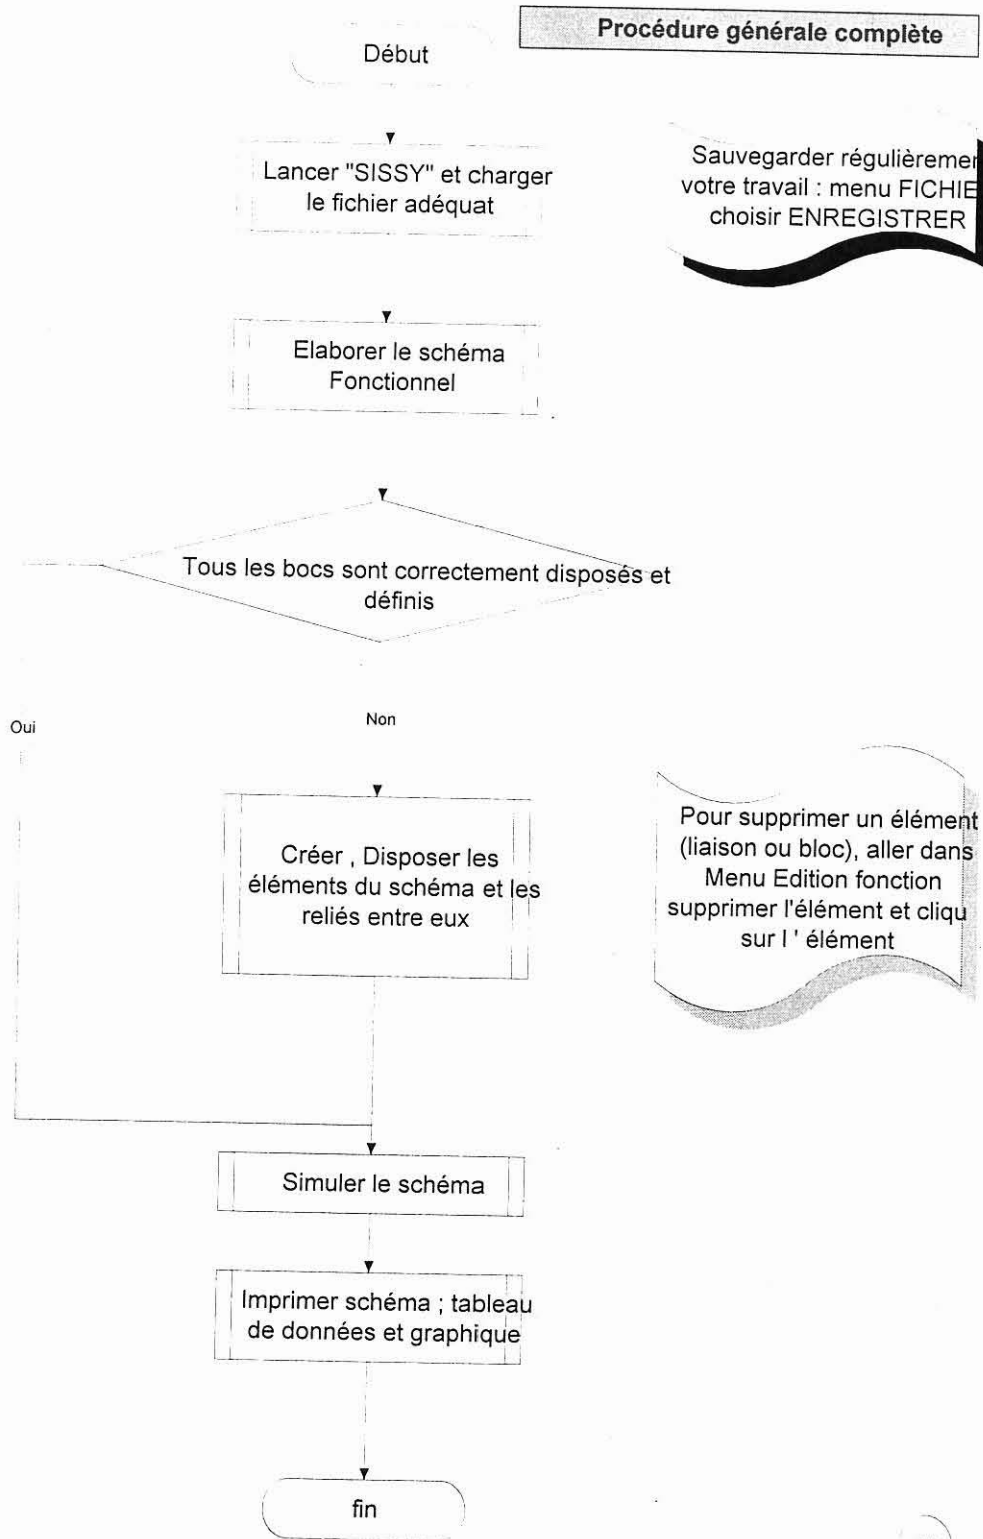 Procédure générale complète
Début
Lancer "SISSY" et charger
le fichier adéquat
Sauvegarder régulièremen
votre travail : menu FICHIE
choisir ENREGISTRER
Elaborer le schéma
Fonctionnel
Tous les bocs sont correctement disposés et
définis
Oui
Non
Créer , Disposer les
éléments du schéma et les
reliés entre eux
Pour supprimer un élément
(liaison ou bloc), aller dans
Menu Edition fonction
supprimer l'élément et cliqu
sur l ' élément
Simuler le schéma
Imprimer schéma ; tableau
de données et graphique
fin